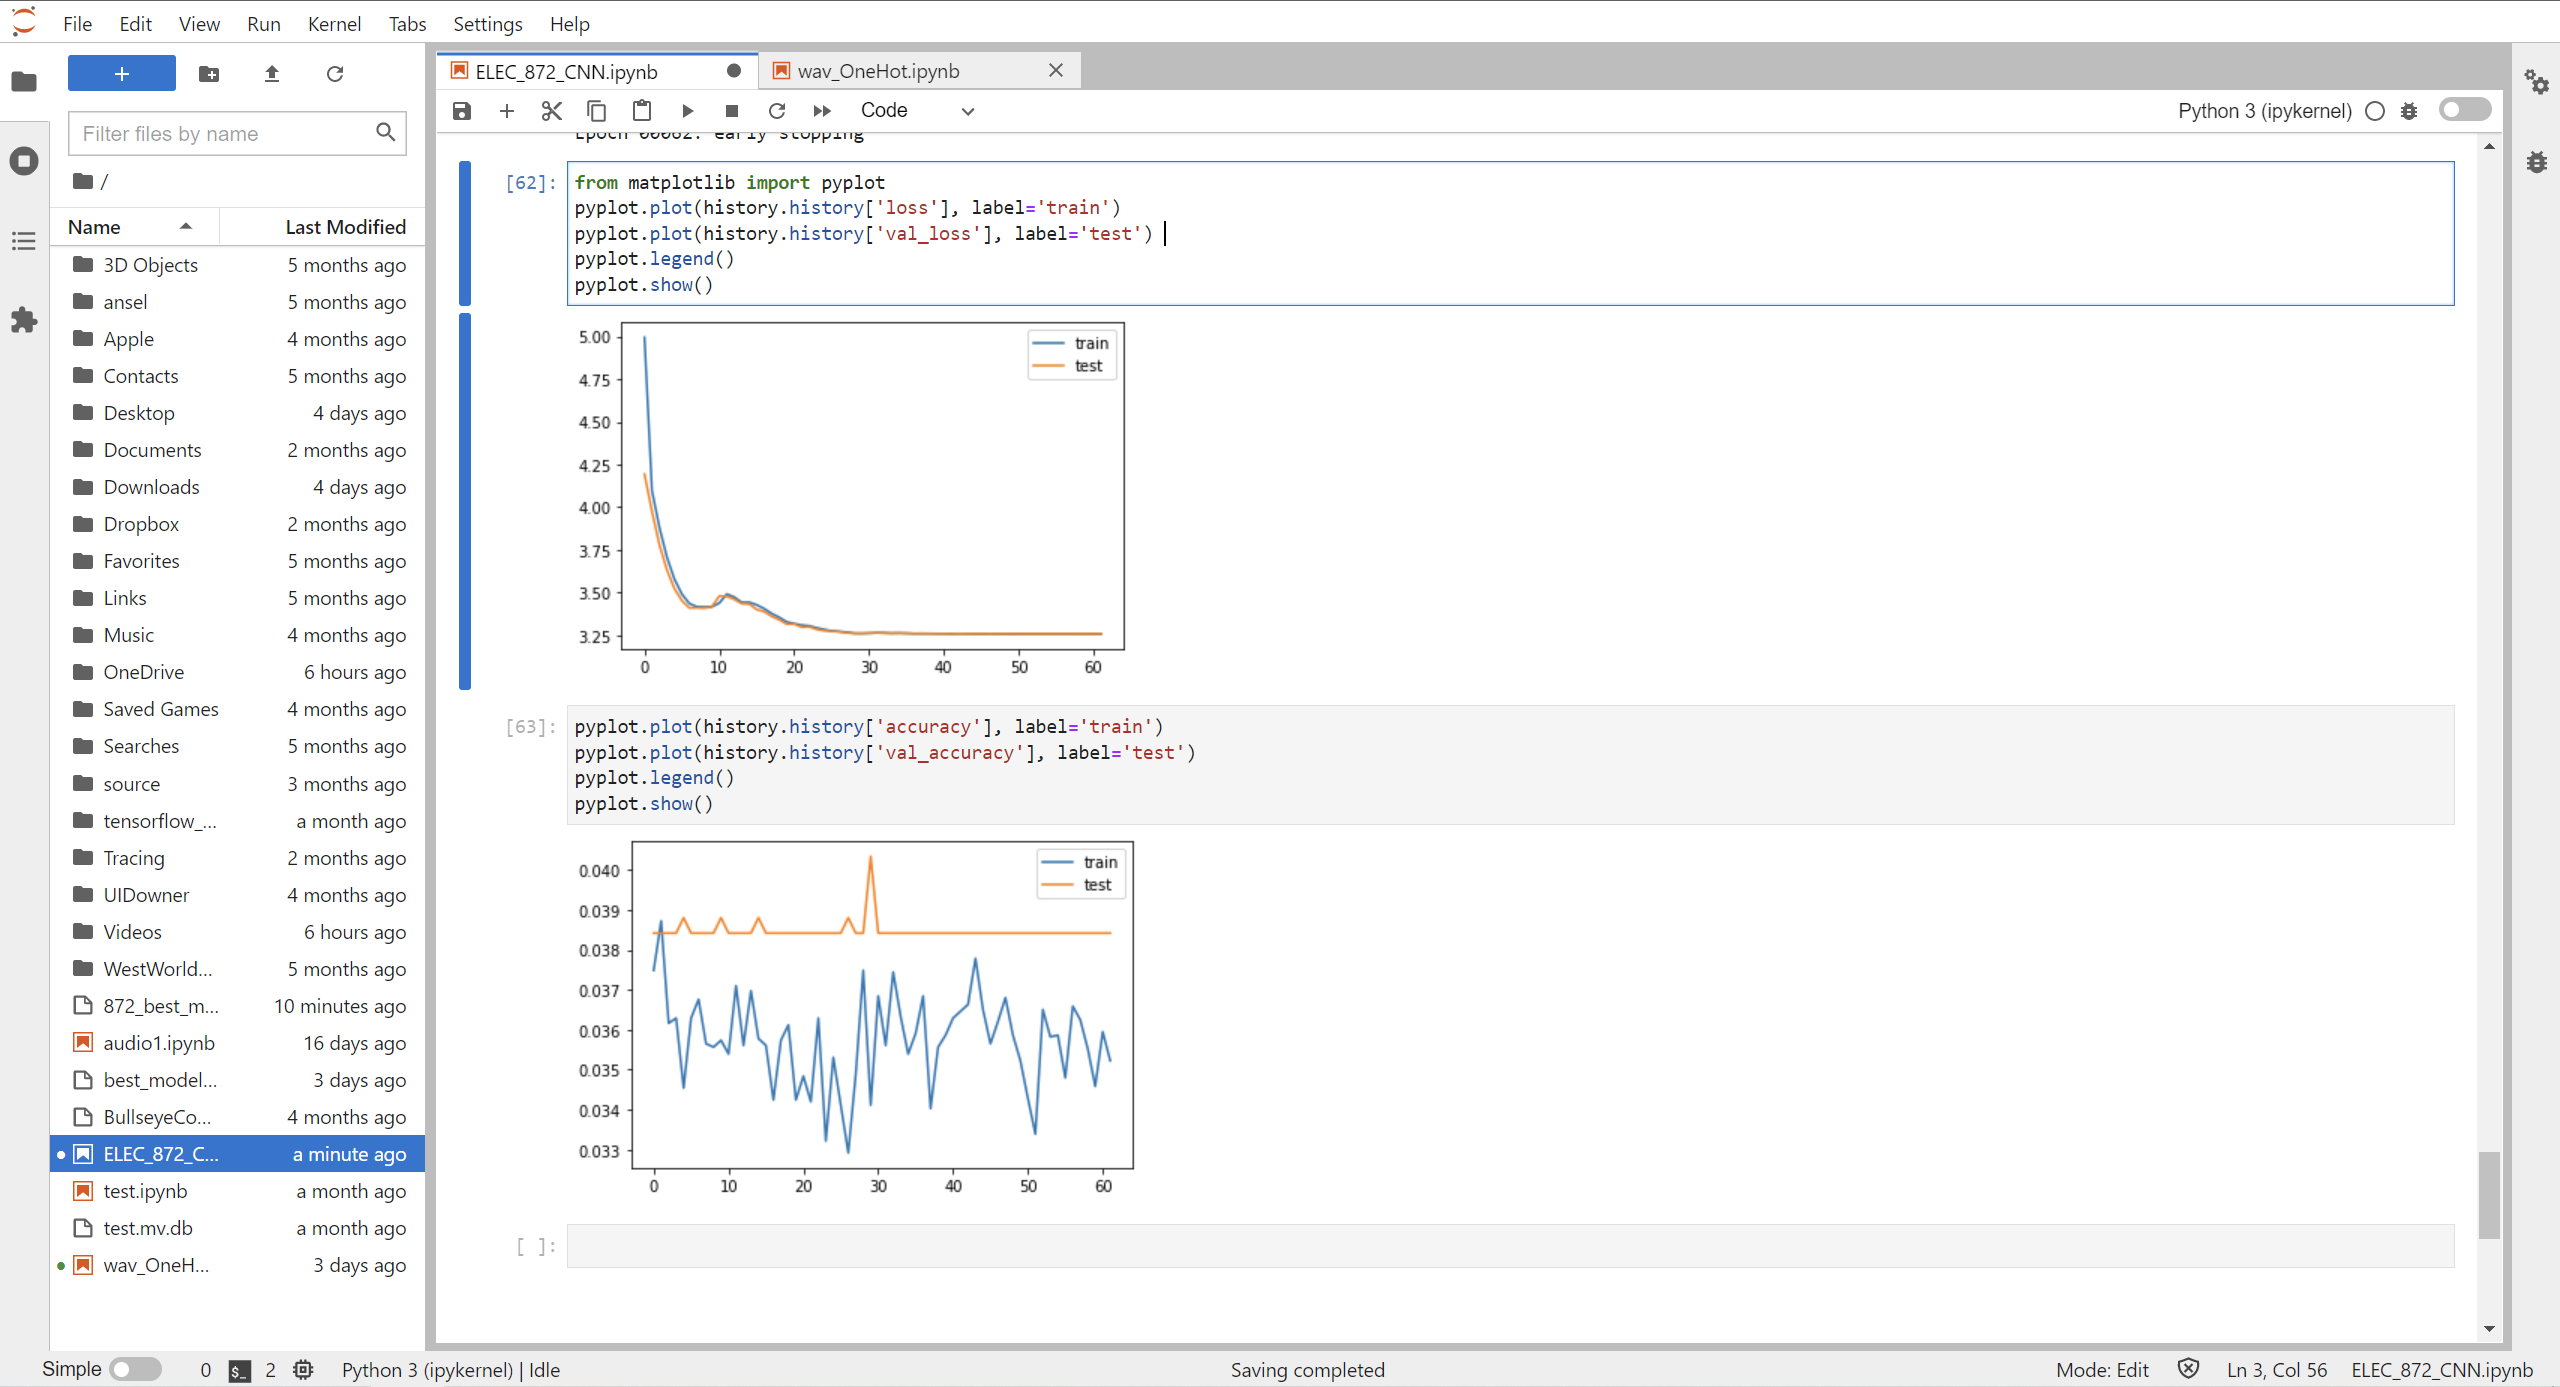 File Edit View Run Kernel Tabs Settings Help
Filter files by name
/
Name Last Modified
3D Objects 5 months ago
ansel 5 months ago
Apple 4 months ago
Contacts 5 months ago
Desktop 4 days ago
Documents 2 months ago
Downloads 4 days ago
Dropbox 2 months ago
Favorites 5 months ago
Links 5 months ago
Music 4 months ago
OneDrive 6 hours ago
Saved Games 4 months ago
Searches 5 months ago
source 3 months ago
tensorflow_... a month ago
Tracing 2 months ago
UIDowner 4 months ago
Videos 6 hours ago
WestWorld... 5 months ago
872_best_m... 10 minutes ago
audio1.ipynb 16 days ago
best_model... 3 days ago
BullseyeCo... 4 months ago
ELEC_872_C... a minute ago
test.ipynb a month ago
test.mv.db a month ago
wav_OneH... 3 days ago
ELEC_872_CNN.ipynb wav_OneHot.ipynb
Code Python 3 (ipykernel)
Epoch 00062: early stopping
[62]: from matplotlib import pyplot
pyplot.plot(history.history['loss'], label='train')
pyplot.plot(history.history['val_loss'], label='test')
pyplot.legend()
pyplot.show()
train
test
5.00
4.75
4.50
4.25
4.00
3.75
3.50
3.25
0 10 20 30 40 50 60
[63]: pyplot.plot(history.history['accuracy'], label='train')
pyplot.plot(history.history['val_accuracy'], label='test')
pyplot.legend()
pyplot.show()
train
test
0.040
0.039
0.038
0.037
0.036
0.035
0.034
0.033
0 10 20 30 40 50 60
[ ]:
Simple 0 $_ 2 Python 3 (ipykernel) | Idle Saving completed Mode: Edit Ln 3, Col 56 ELEC_872_CNN.ipynb